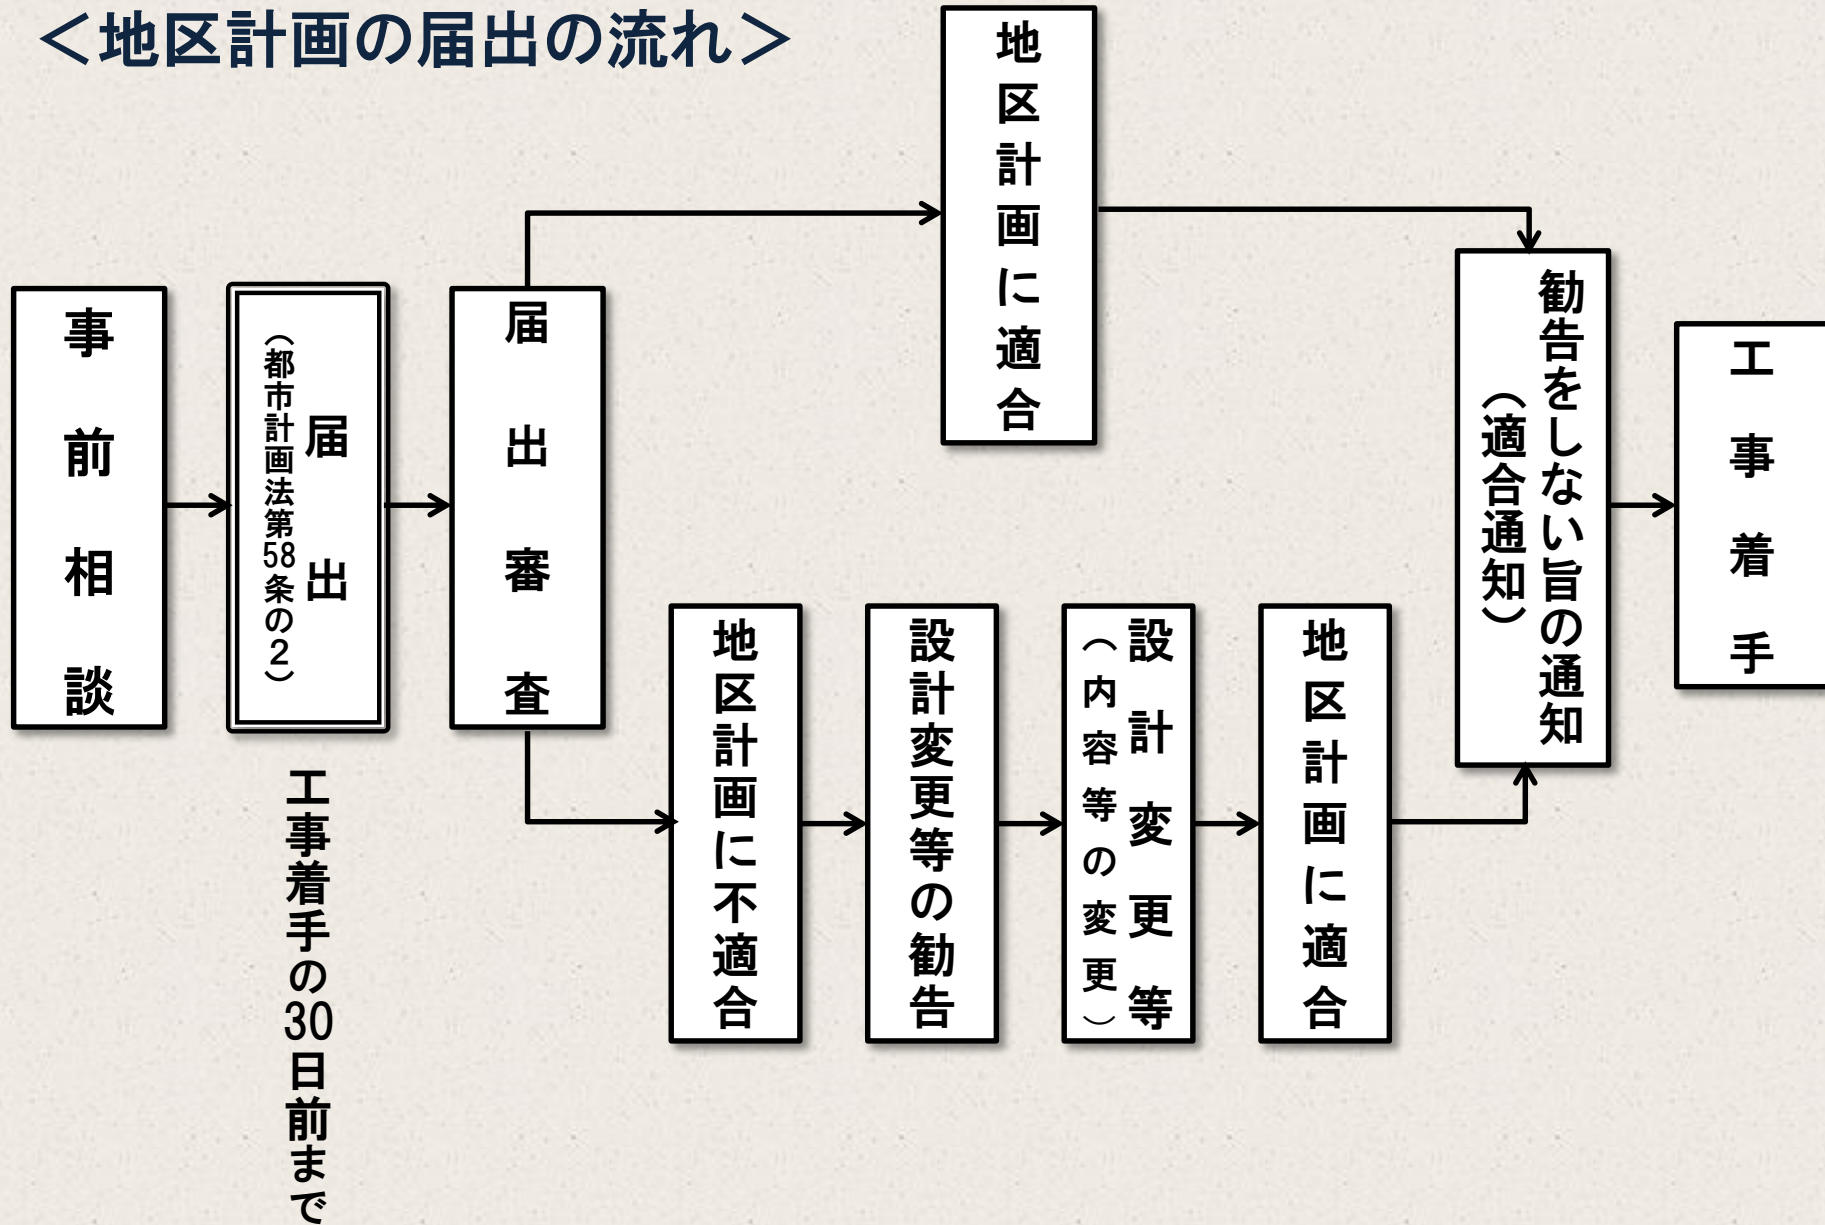 ＜地区計画の届出の流れ＞
事前相談
届出
（都市計画法第58条の2）
工事着手の30日前まで
届出審査
地区計画に適合
地区計画に不適合
設計変更等の勧告
設計変更等
（内容等の変更）
地区計画に適合
勧告をしない旨の通知
（適合通知）
工事着手